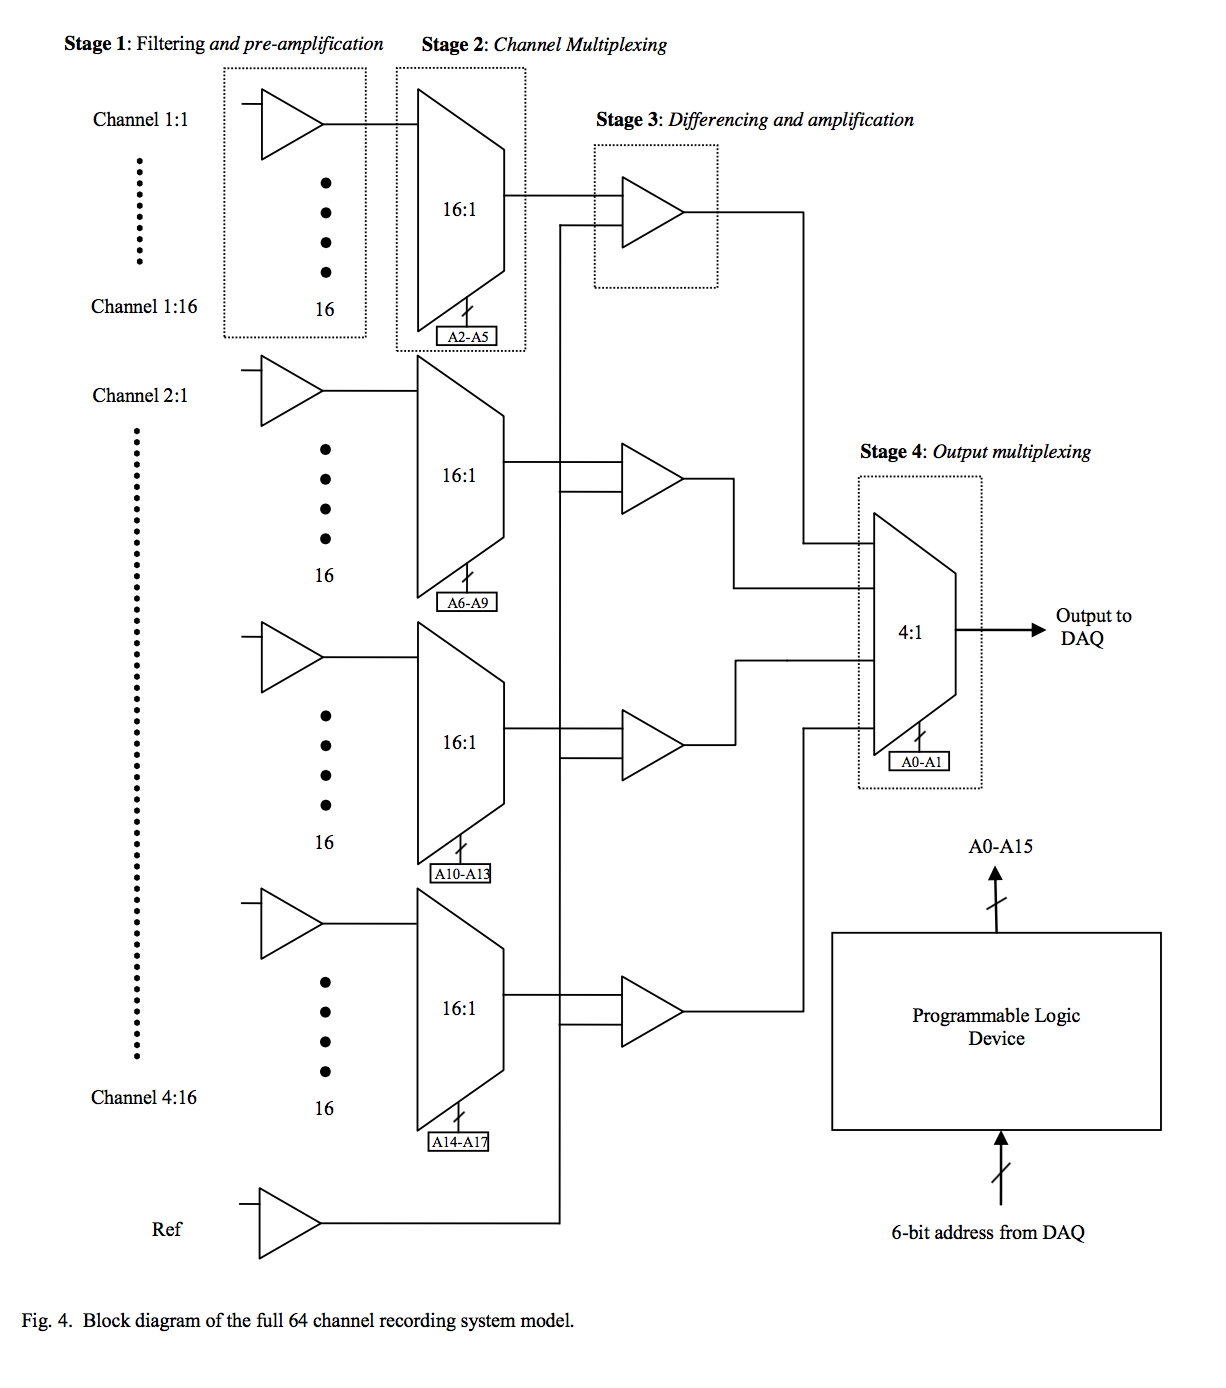 Stage 1: Filtering and pre-amplification
Stage 2: Channel Multiplexing
Channel 1:1
Stage 3: Differencing and amplification
16:1
Channel 1:16
16
A2-A5
Channel 2:1
Stage 4: Output multiplexing
16:1
16
A6-A9
Output to
DAQ
4:1
16:1
A0-A1
16
A10-A13
A0-A15
16:1
Programmable Logic
Device
Channel 4:16
16
A14-A17
Ref
6-bit address from DAQ
Fig. 4. Block diagram of the full 64 channel recording system model.